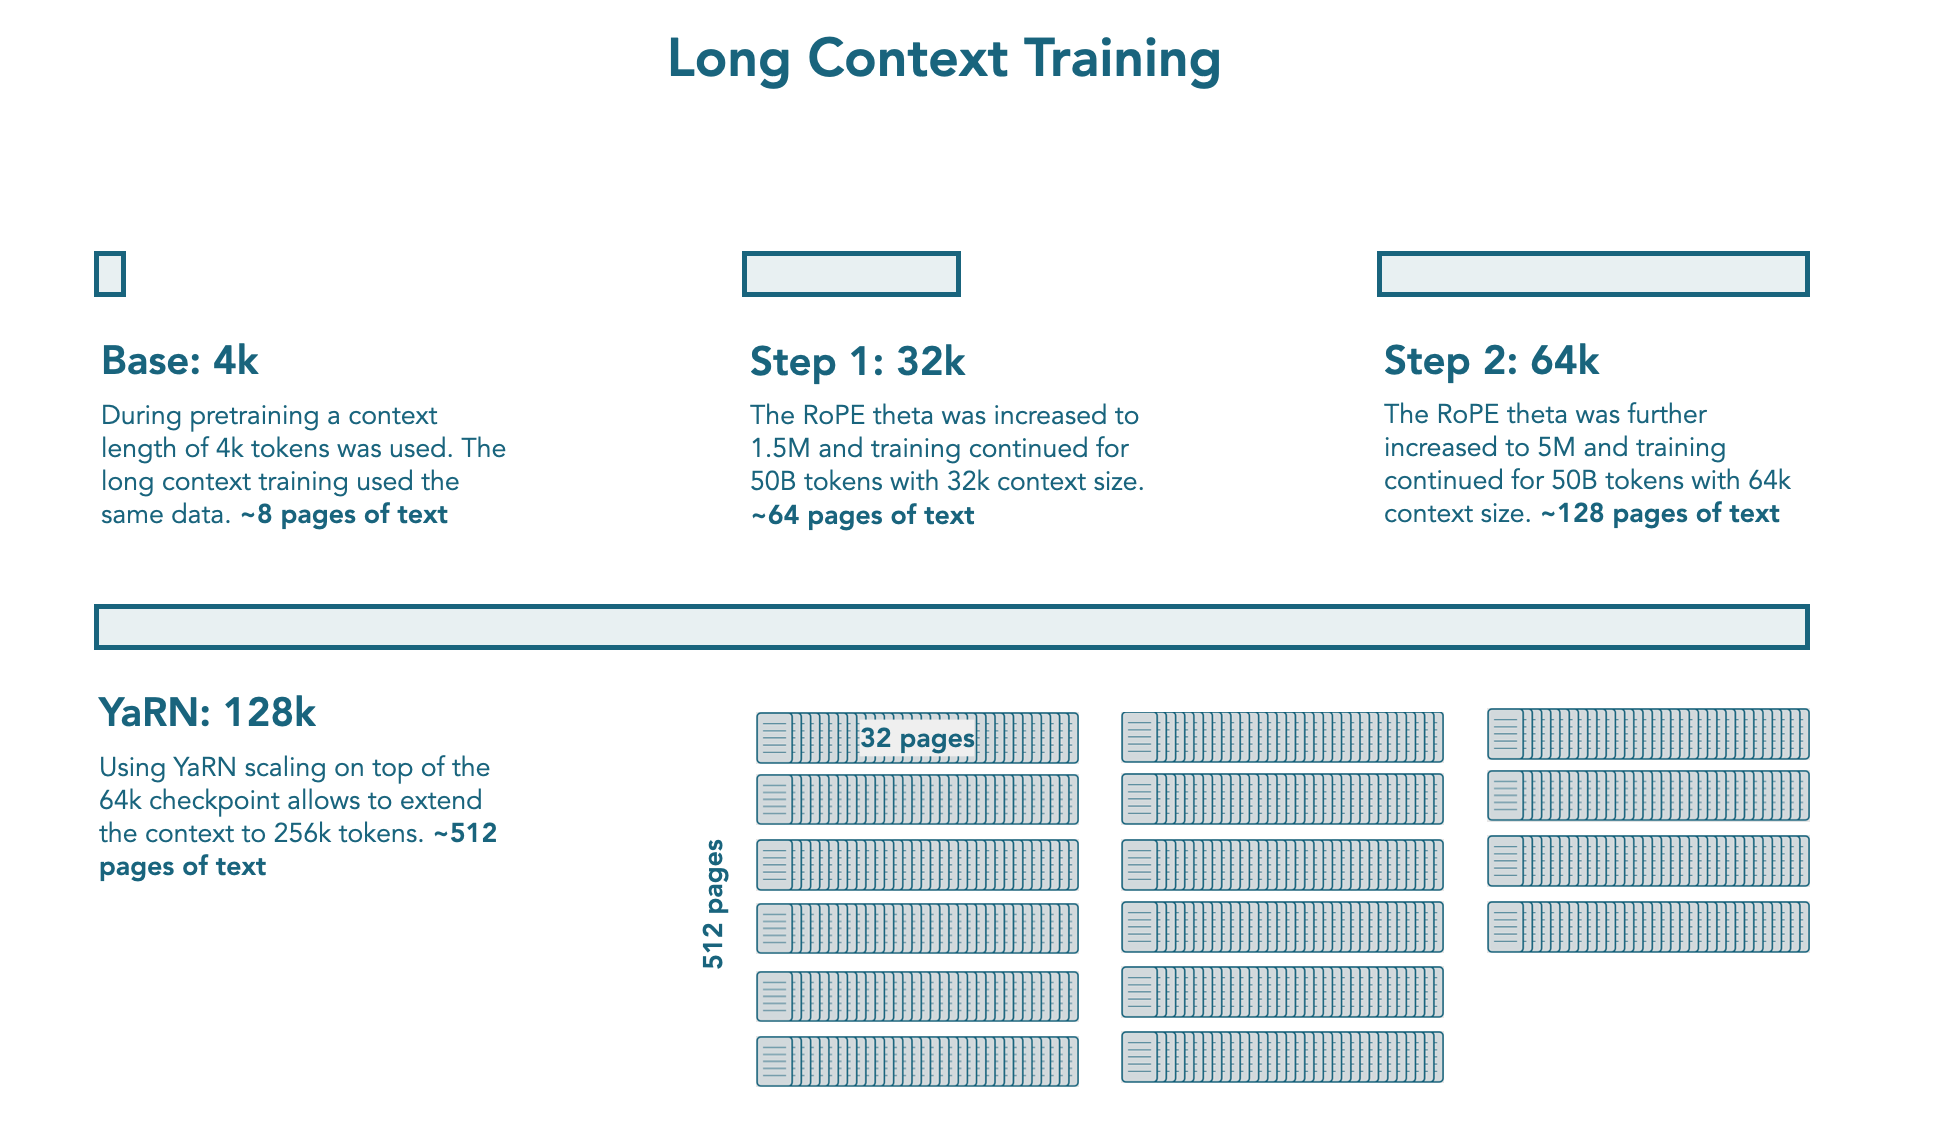 Long Context Training
Base: 4k
During pretraining a context
length of 4k tokens was used. The
long context training used the
same data. ~8 pages of text
Step 1: 32k
The RoPE theta was increased to
1.5M and training continued for
50B tokens with 32k context size.
~64 pages of text
Step 2: 64k
The RoPE theta was further
increased to 5M and training
continued for 50B tokens with 64k
context size. ~128 pages of text
YaRN: 128k
Using YaRN scaling on top of the
64k checkpoint allows to extend
the context to 256k tokens. ~512
pages of text
512 pages
32 pages